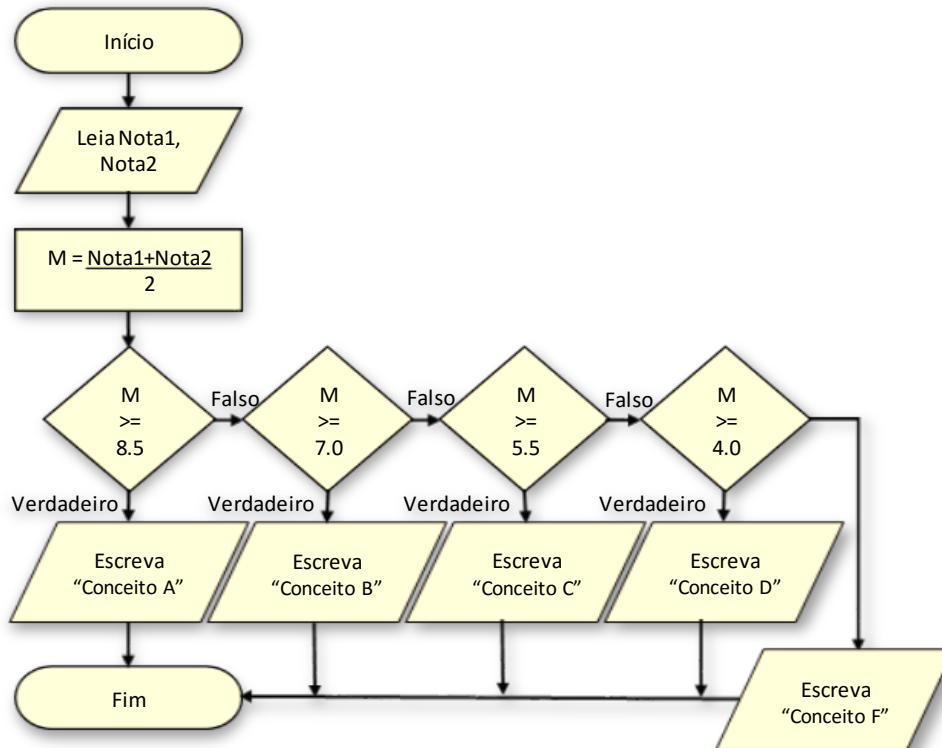 Início
Leia Nota1,
Nota2
M = Nota1+Nota2
2
M
>=
8.5
Falso
M
>=
7.0
Falso
M
>=
5.5
Falso
M
>=
4.0
Verdadeiro
Verdadeiro
Verdadeiro
Verdadeiro
Escreva
“Conceito A”
Escreva
“Conceito B”
Escreva
“Conceito C”
Escreva
“Conceito D”
Fim
Escreva
“Conceito F”